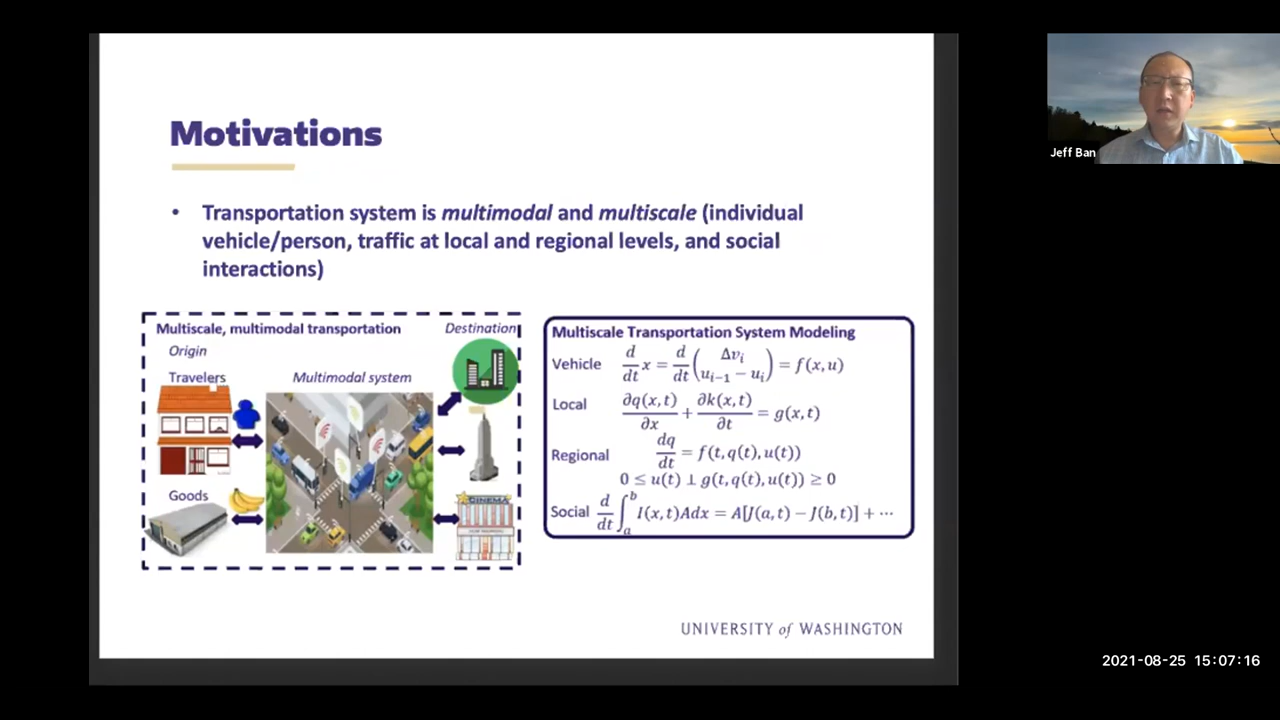 Motivations
• Transportation system is multimodal and multiscale (individual
vehicle/person, traffic at local and regional levels, and social
interactions)
Multiscale, multimodal transportation
Destination
Origin
Travelers
Multimodal system
Goods
CINEMA
Multiscale Transportation System Modeling
Vehicle d/dt x = d/dt (Δv_i / u_{i-1} − u_i) = f(x,u)
Local ∂q(x,t)/∂x + ∂k(x,t)/∂t = g(x,t)
Regional dq/dt = f(t,q(t),u(t))
0 ≤ u(t) ⊥ g(t,q(t),u(t)) ≥ 0
Social d/dt ∫_a^b I(x,t)Adx = A[J(a,t) − J(b,t)] + ⋯
UNIVERSITY of WASHINGTON
Jeff Ban
2021-08-25 15:07:16